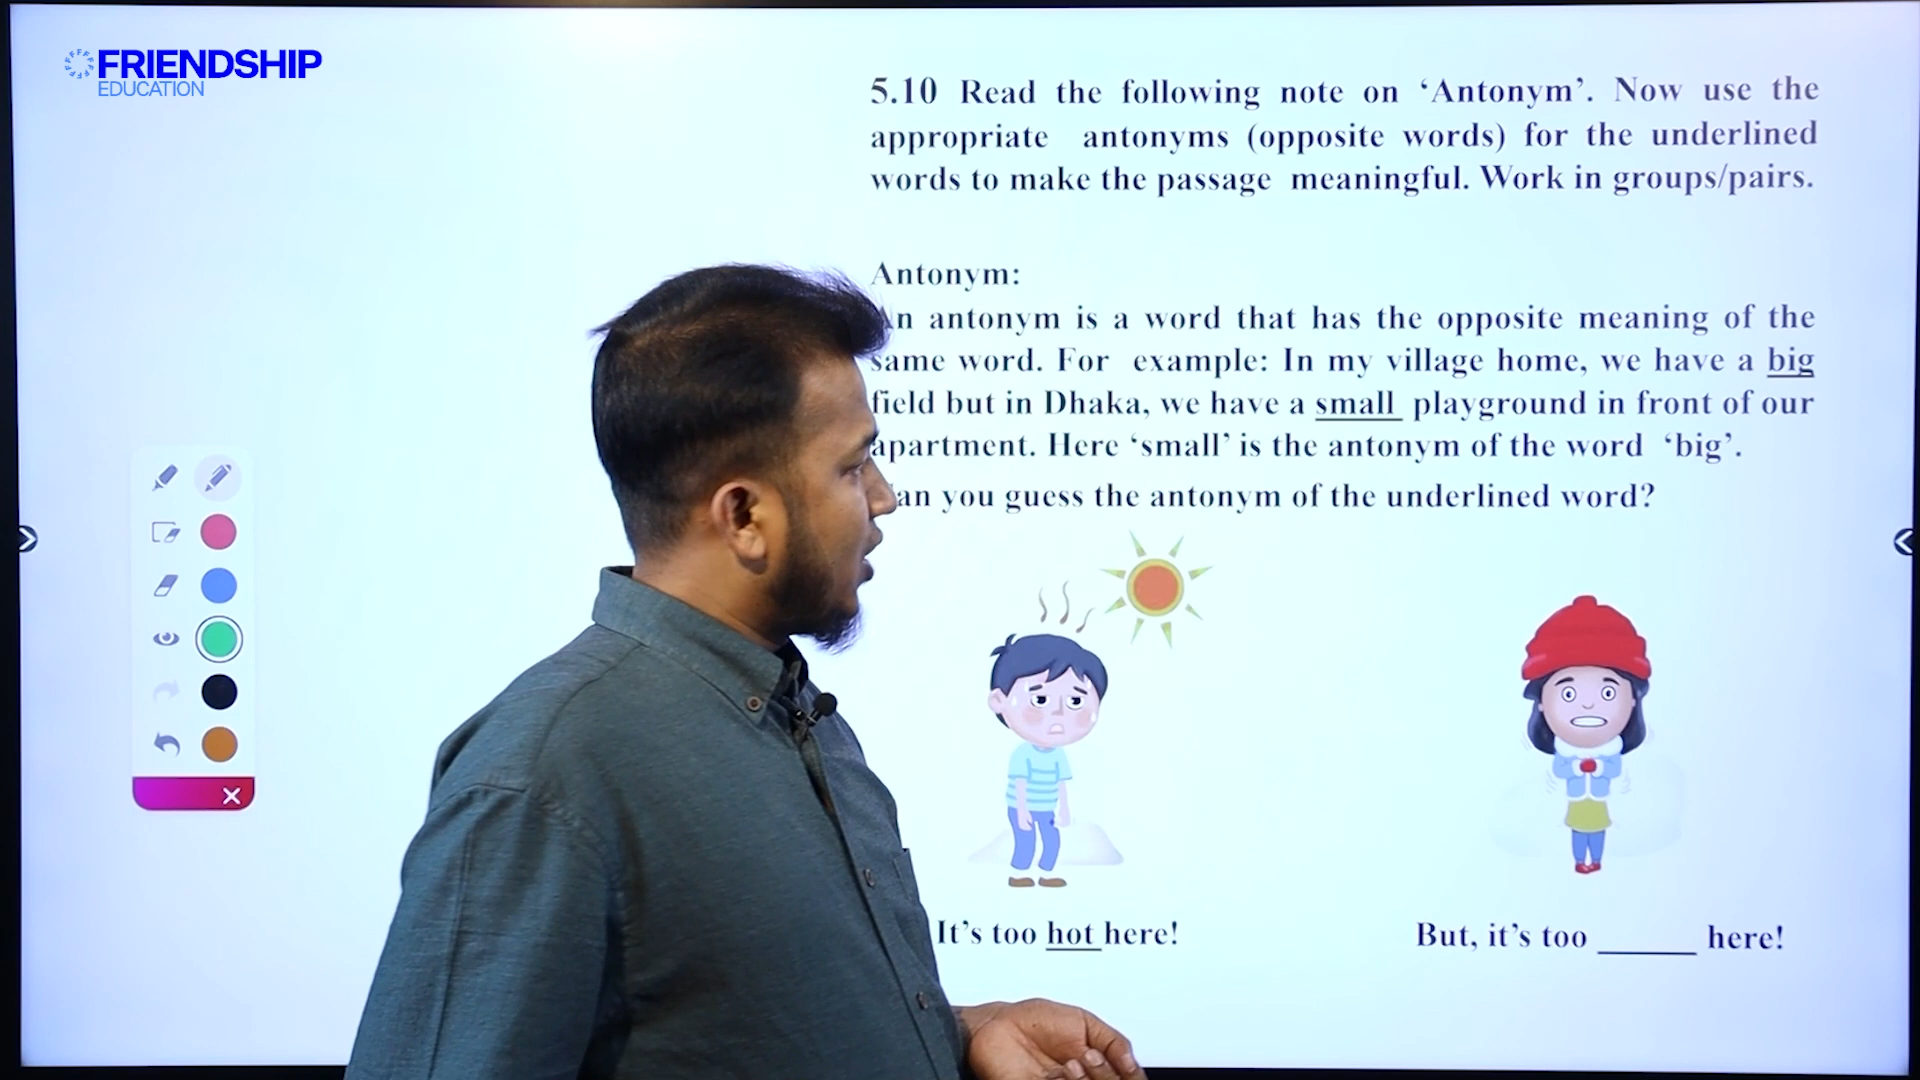 FRIENDSHIP
EDUCATION
5.10 Read the following note on ‘Antonym’. Now use the
appropriate antonyms (opposite words) for the underlined
words to make the passage meaningful. Work in groups/pairs.
Antonym:
An antonym is a word that has the opposite meaning of the
same word. For example: In my village home, we have a big
field but in Dhaka, we have a small playground in front of our
apartment. Here ‘small’ is the antonym of the word ‘big’.
Can you guess the antonym of the underlined word?
It’s too hot here!
But, it’s too _____ here!